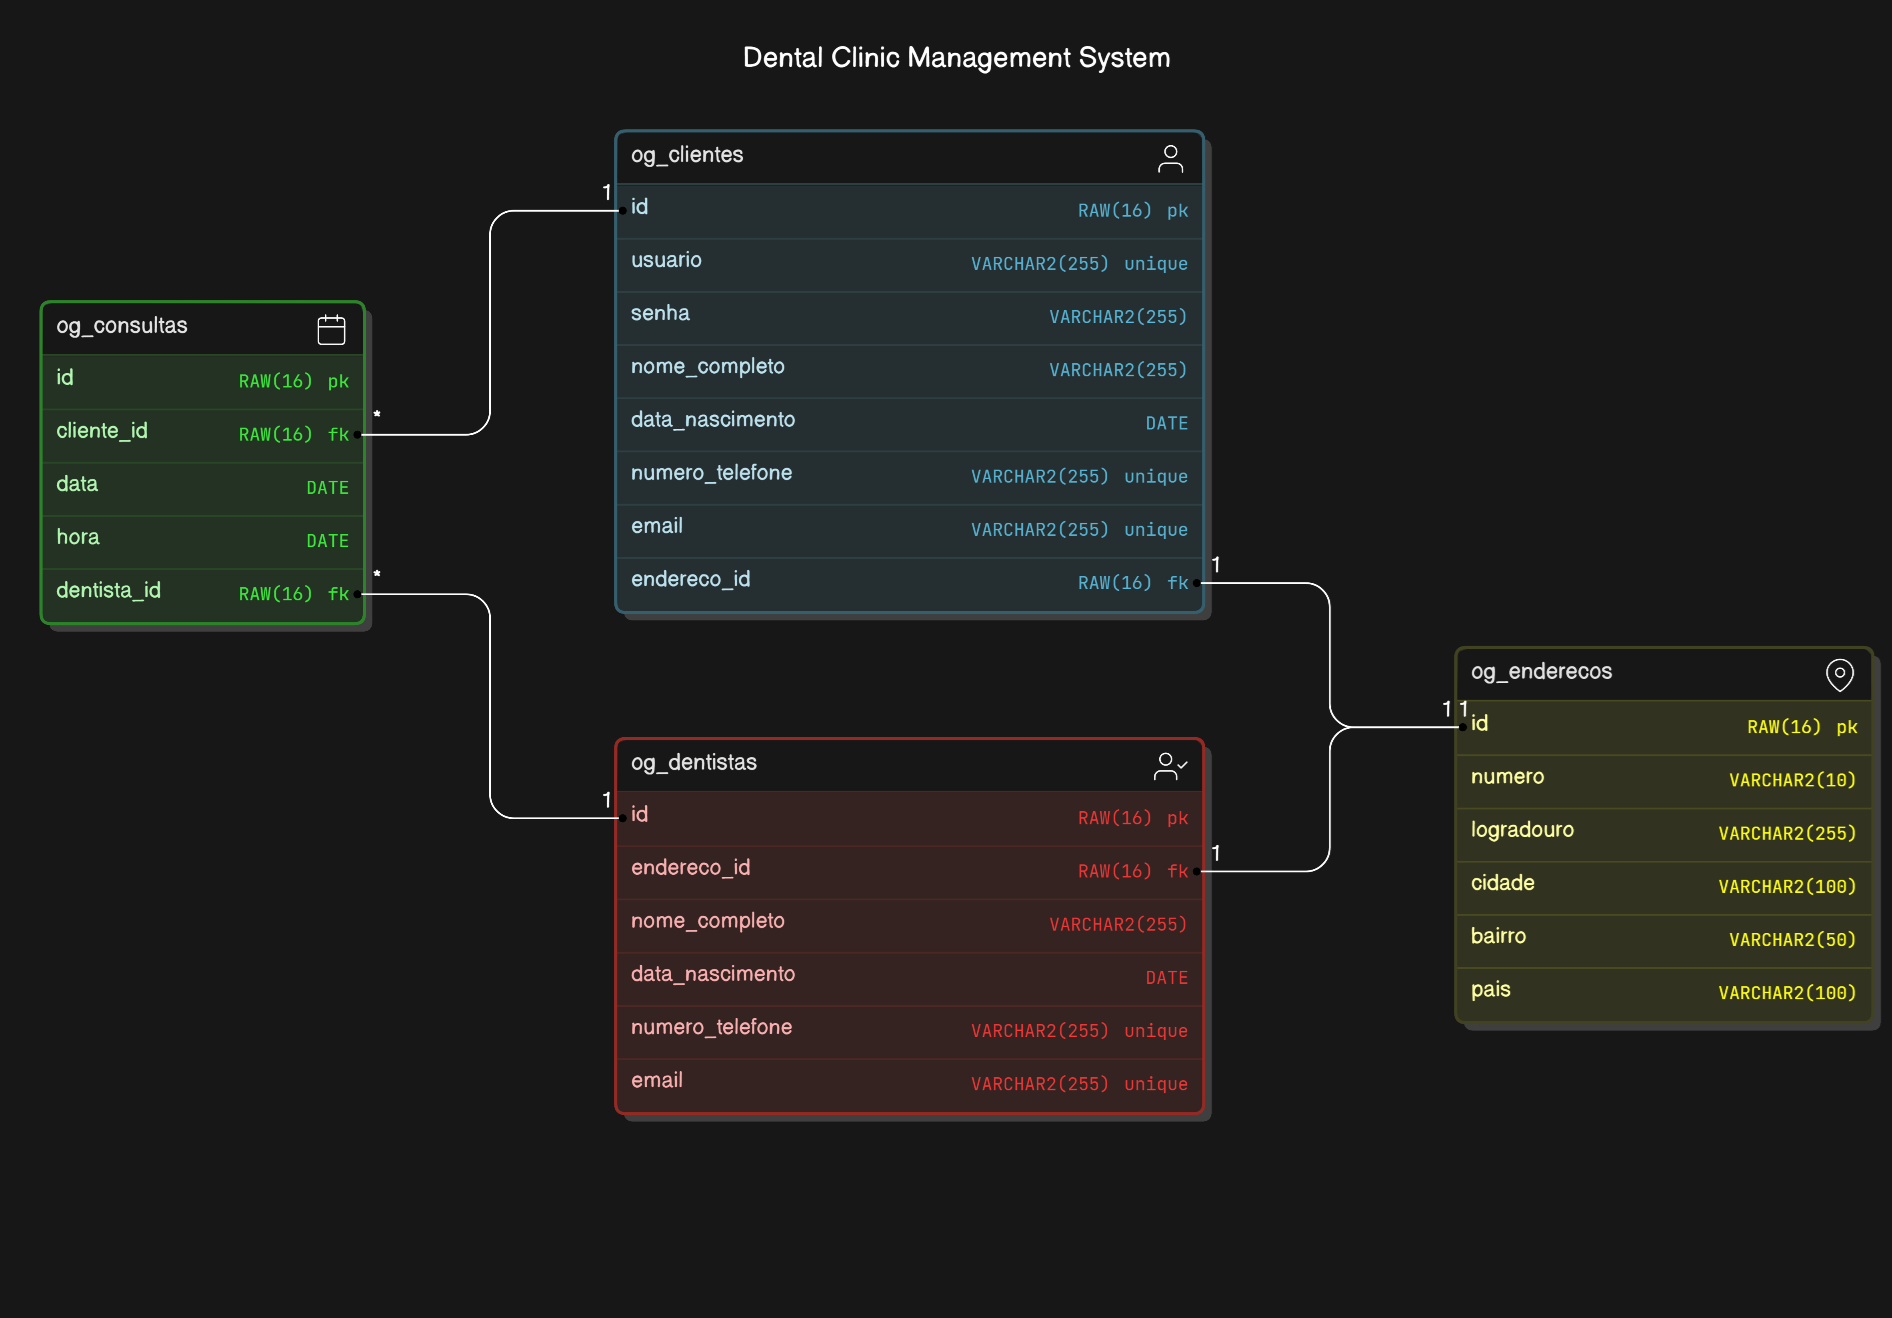 Dental Clinic Management System
og_clientes
1
id RAW(16) pk
usuario VARCHAR2(255) unique
senha VARCHAR2(255)
nome_completo VARCHAR2(255)
data_nascimento DATE
numero_telefone VARCHAR2(255) unique
email VARCHAR2(255) unique
endereco_id RAW(16) fk
1
og_consultas
id RAW(16) pk
cliente_id RAW(16) fk
*
data DATE
hora DATE
dentista_id RAW(16) fk
*
og_dentistas
1
id RAW(16) pk
endereco_id RAW(16) fk
1
nome_completo VARCHAR2(255)
data_nascimento DATE
numero_telefone VARCHAR2(255) unique
email VARCHAR2(255) unique
og_enderecos
1 1
id RAW(16) pk
numero VARCHAR2(10)
logradouro VARCHAR2(255)
cidade VARCHAR2(100)
bairro VARCHAR2(50)
pais VARCHAR2(100)